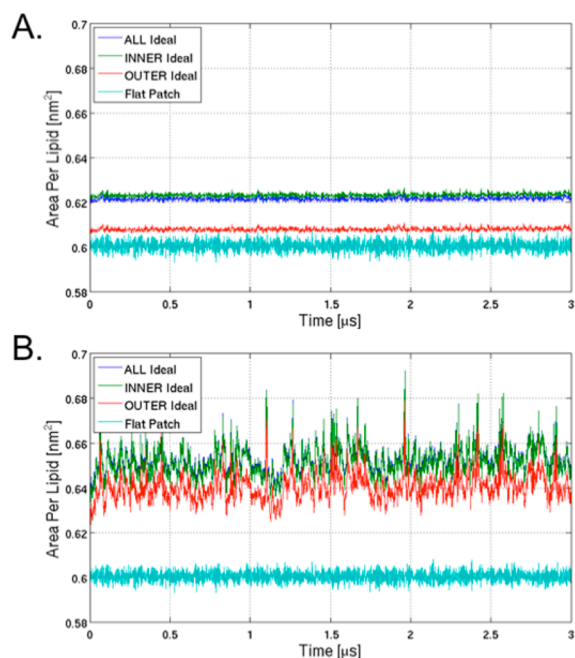 A.
0.7
0.68
0.66
0.64
0.62
0.6
0.58
Area Per Lipid [nm²]
ALL Ideal
INNER Ideal
OUTER Ideal
Flat Patch
0 0.5 1 1.5 2 2.5 3
Time [μs]
B.
0.7
0.68
0.66
0.64
0.62
0.6
0.58
Area Per Lipid [nm²]
ALL Ideal
INNER Ideal
OUTER Ideal
Flat Patch
0 0.5 1 1.5 2 2.5 3
Time [μs]